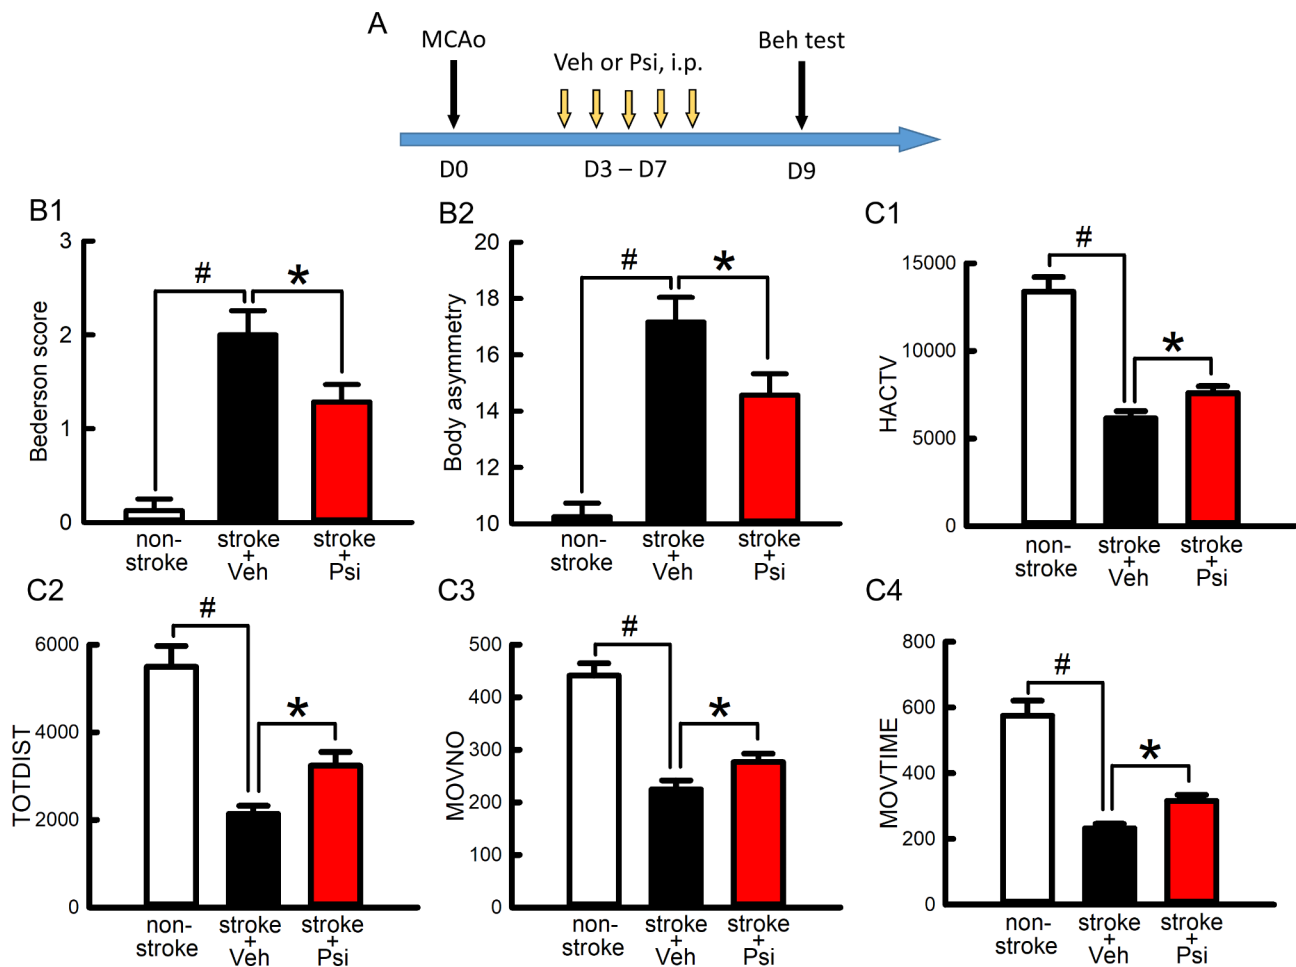 A
MCAo
Veh or Psi, i.p.
Beh test
D0
D3 – D7
D9
B1
Bederson score
3
2
1
0
#
*
non-
stroke
stroke
+
Veh
stroke
+
Psi
B2
Body asymmetry
20
18
16
14
12
10
#
*
non-
stroke
stroke
+
Veh
stroke
+
Psi
C1
HACTV
15000
10000
5000
0
#
*
non-
stroke
stroke
+
Veh
stroke
+
Psi
C2
TOTDIST
6000
4000
2000
0
#
*
non-
stroke
stroke
+
Veh
stroke
+
Psi
C3
MOVNO
500
400
300
200
100
0
#
*
non-
stroke
stroke
+
Veh
stroke
+
Psi
C4
MOVTIME
800
600
400
200
0
#
*
non-
stroke
stroke
+
Veh
stroke
+
Psi